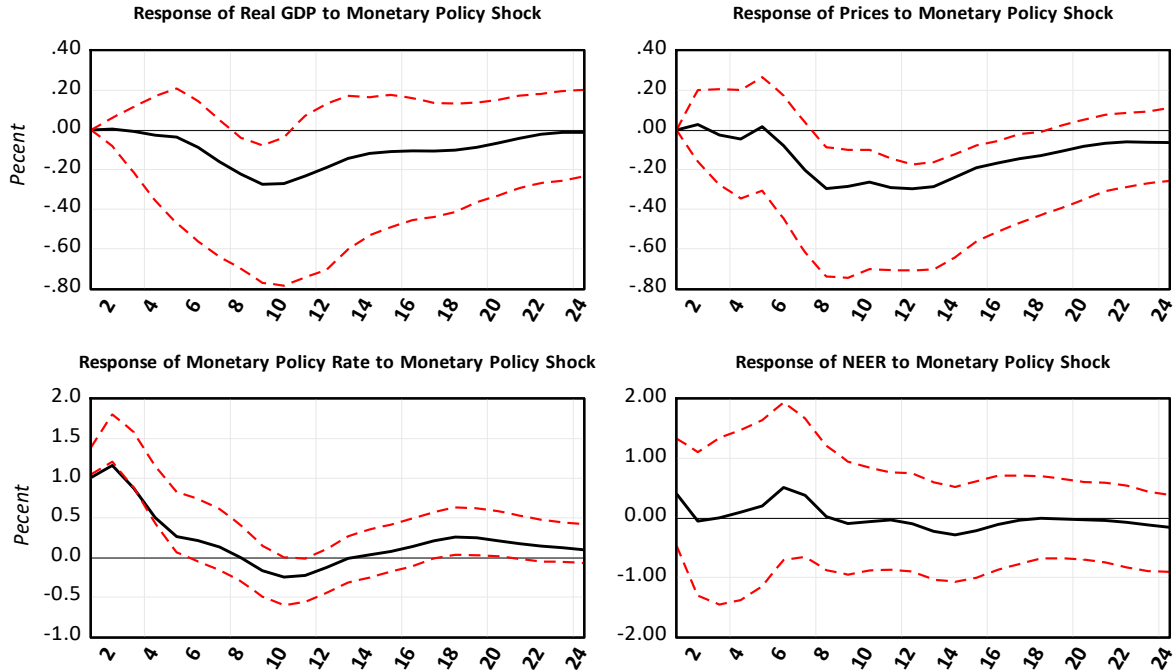 Response of Real GDP to Monetary Policy Shock
.40
.20
.00
-.20
-.40
-.60
-.80
Pecent
2 4 6 8 10 12 14 16 18 20 22 24
Response of Prices to Monetary Policy Shock
.40
.20
.00
-.20
-.40
-.60
-.80
2 4 6 8 10 12 14 16 18 20 22 24
Response of Monetary Policy Rate to Monetary Policy Shock
2.0
1.5
1.0
0.5
0.0
-0.5
-1.0
Percent
2 4 6 8 10 12 14 16 18 20 22 24
Response of NEER to Monetary Policy Shock
2.00
1.00
0.00
-1.00
-2.00
2 4 6 8 10 12 14 16 18 20 22 24